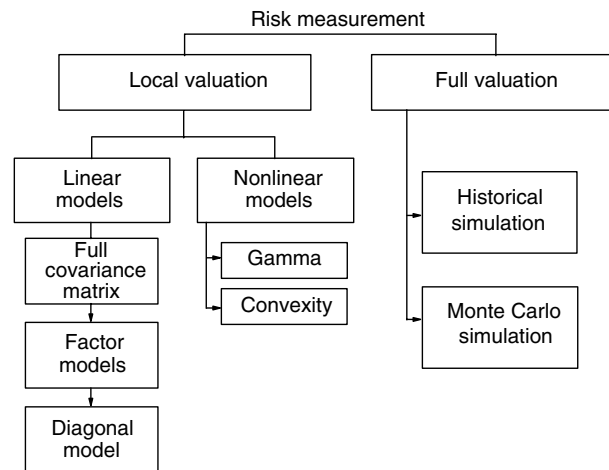 Risk measurement
Local valuation
Full valuation
Linear
models
Nonlinear
models
Full
covariance
matrix
Gamma
Convexity
Factor
models
Diagonal
model
Historical
simulation
Monte Carlo
simulation